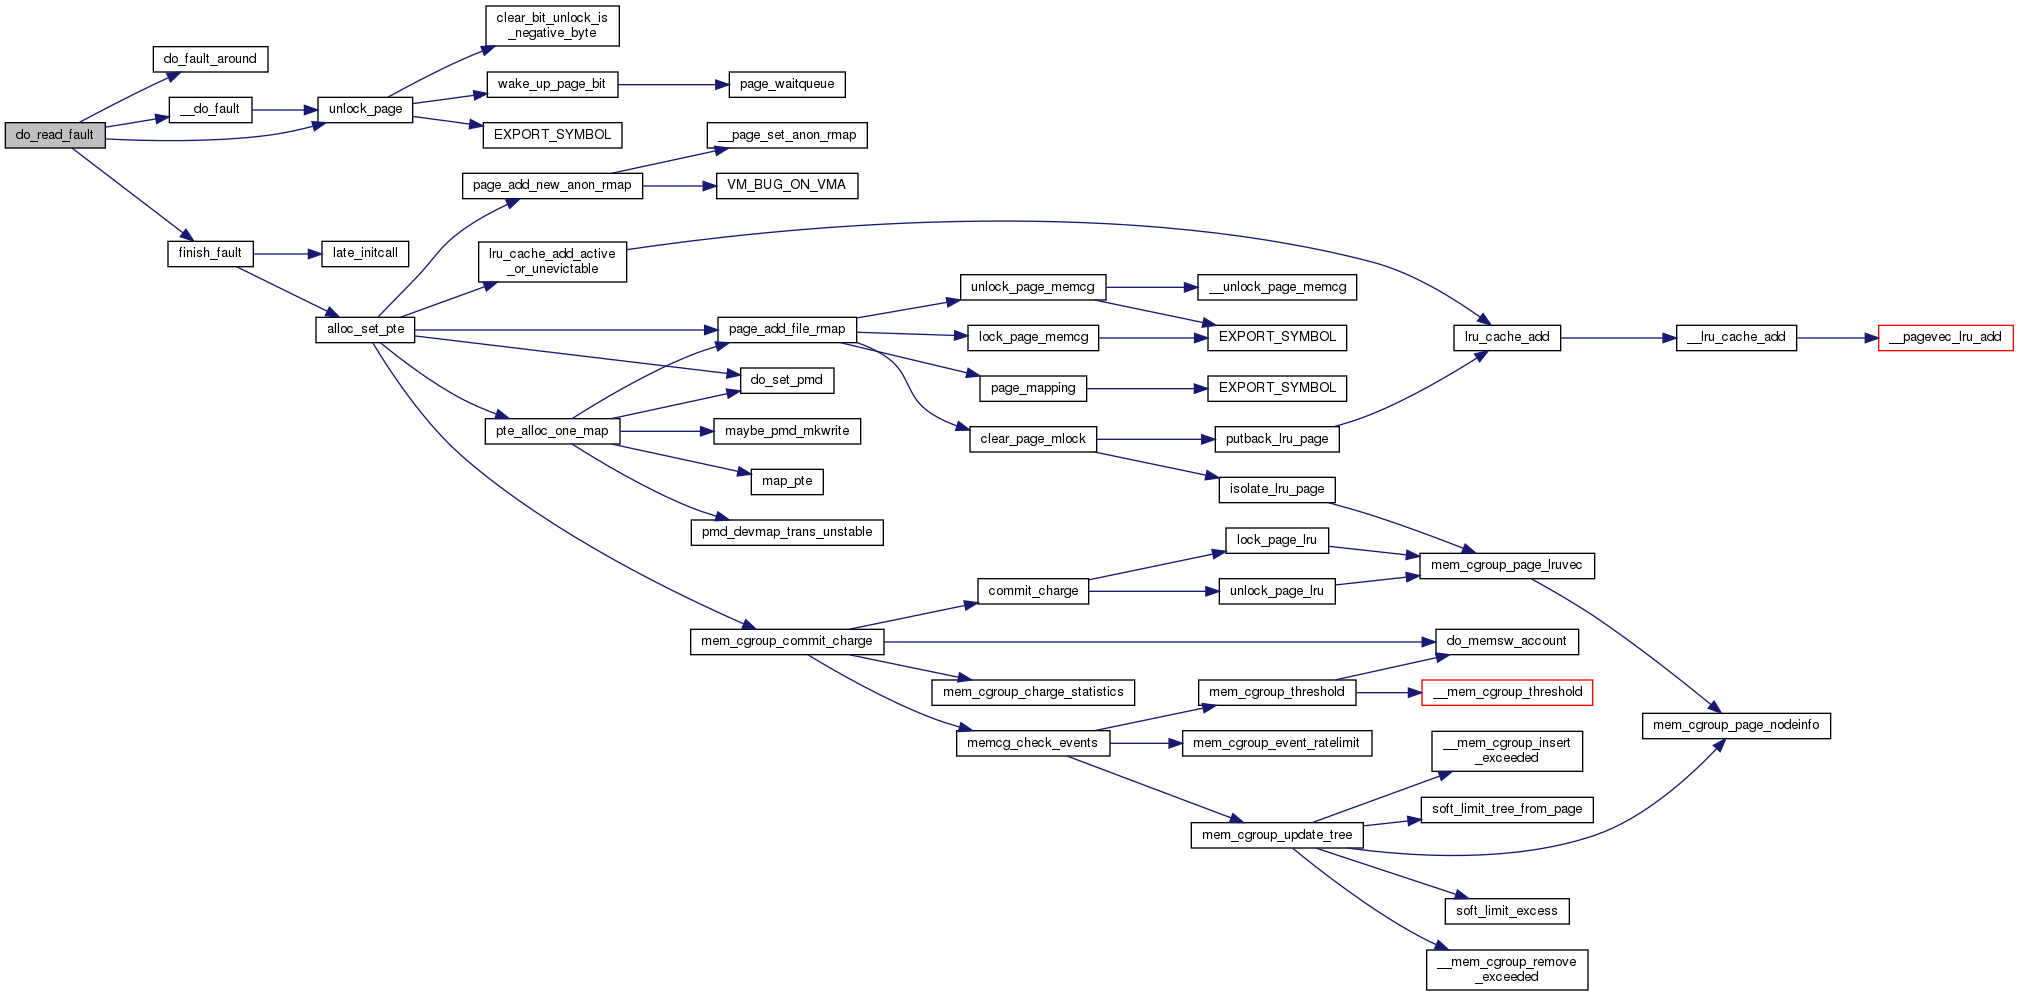 clear_bit_unlock_is
_negative_byte
do_fault_around
wake_up_page_bit
page_waitqueue
__do_fault
unlock_page
do_read_fault
EXPORT_SYMBOL
__page_set_anon_rmap
page_add_new_anon_rmap
VM_BUG_ON_VMA
finish_fault
late_initcall
lru_cache_add_active
_or_unevictable
unlock_page_memcg
__unlock_page_memcg
alloc_set_pte
page_add_file_rmap
lock_page_memcg
EXPORT_SYMBOL
lru_cache_add
__lru_cache_add
__pagevec_lru_add
do_set_pmd
page_mapping
EXPORT_SYMBOL
pte_alloc_one_map
maybe_pmd_mkwrite
clear_page_mlock
putback_lru_page
map_pte
isolate_lru_page
pmd_devmap_trans_unstable
lock_page_lru
mem_cgroup_page_lruvec
commit_charge
unlock_page_lru
mem_cgroup_commit_charge
do_memsw_account
mem_cgroup_charge_statistics
mem_cgroup_threshold
__mem_cgroup_threshold
mem_cgroup_page_nodeinfo
memcg_check_events
mem_cgroup_event_ratelimit
__mem_cgroup_insert
_exceeded
soft_limit_tree_from_page
mem_cgroup_update_tree
soft_limit_excess
__mem_cgroup_remove
_exceeded